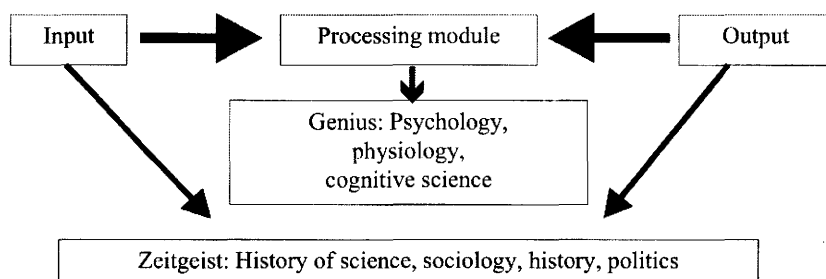 Input
Processing module
Output
Genius: Psychology,
physiology,
cognitive science
Zeitgeist: History of science, sociology, history, politics